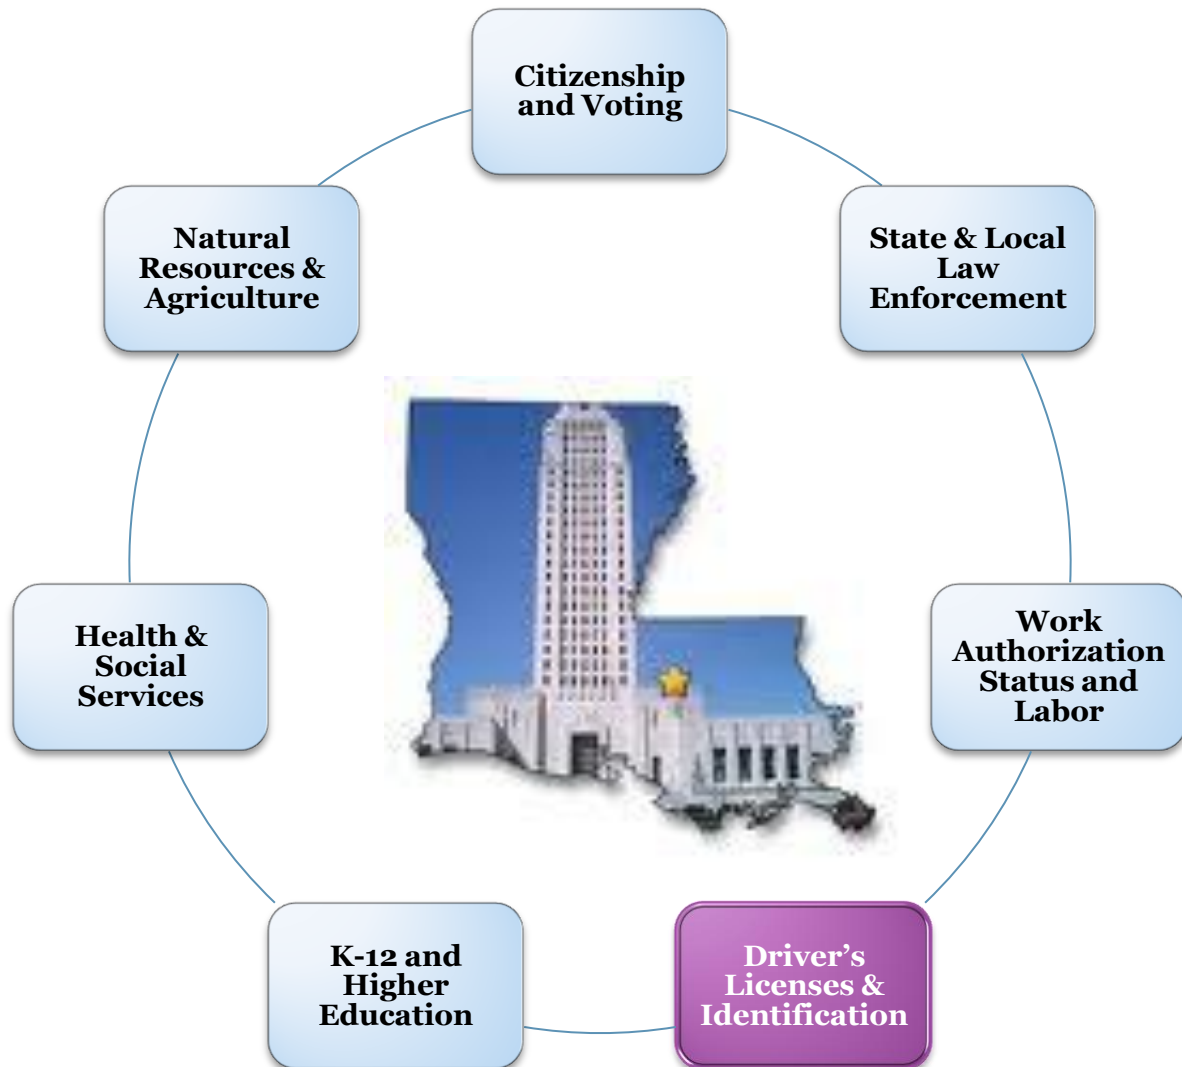 Citizenship
and Voting
State & Local
Law
Enforcement
Work
Authorization
Status and
Labor
Driver’s
Licenses &
Identification
K-12 and
Higher
Education
Health &
Social
Services
Natural
Resources &
Agriculture